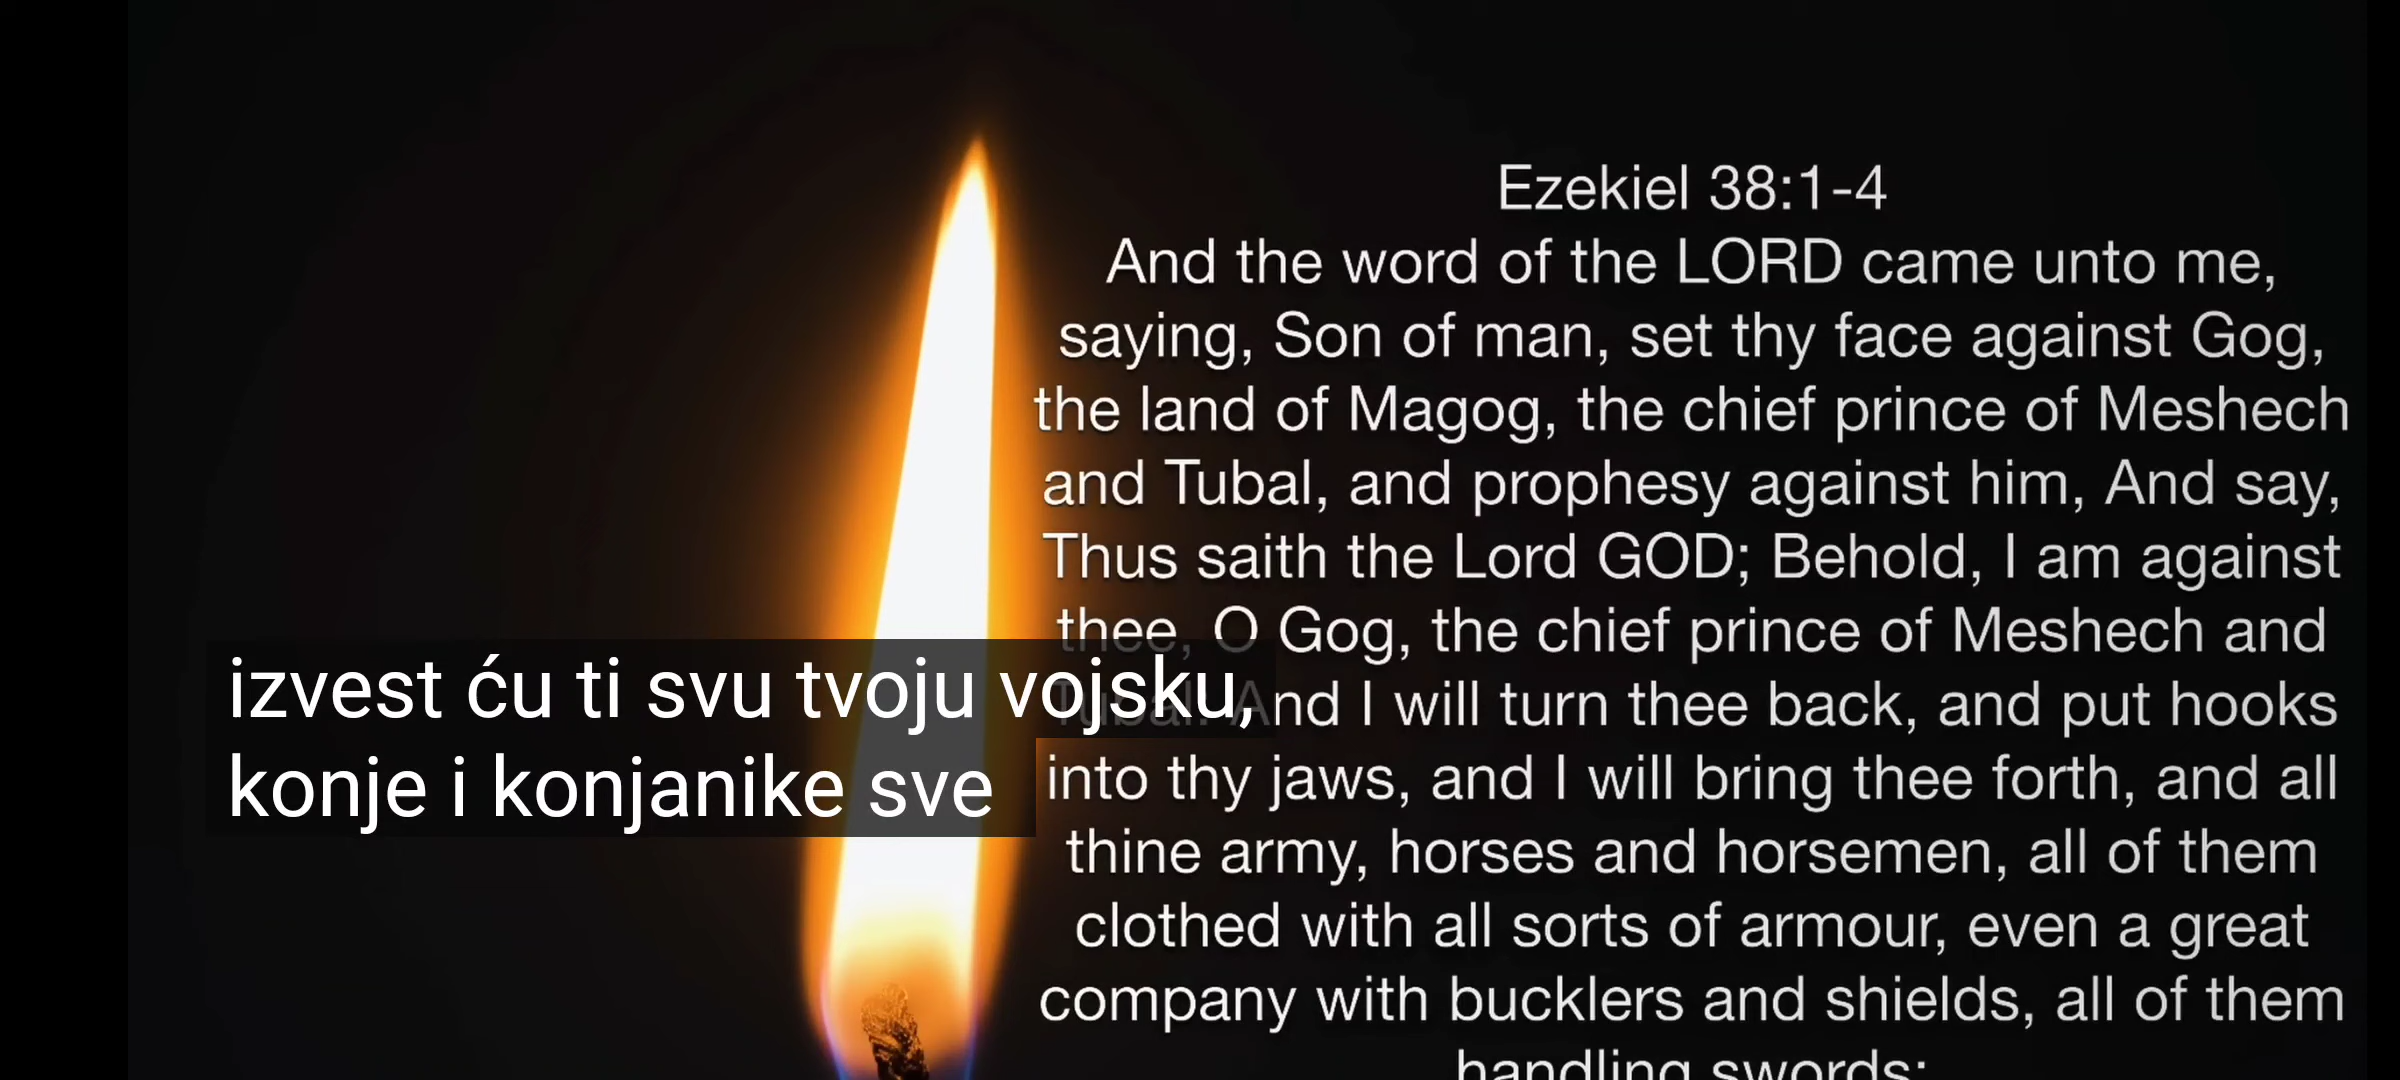 Ezekiel 38:1-4
And the word of the LORD came unto me,
saying, Son of man, set thy face against Gog,
the land of Magog, the chief prince of Meshech
and Tubal, and prophesy against him, And say,
Thus saith the Lord GOD; Behold, I am against
thee, O Gog, the chief prince of Meshech and
Tubal: And I will turn thee back, and put hooks
into thy jaws, and I will bring thee forth, and all
thine army, horses and horsemen, all of them
clothed with all sorts of armour, even a great
company with bucklers and shields, all of them
handling swords:
izvest ću ti svu tvoju vojsku,
konje i konjanike sve